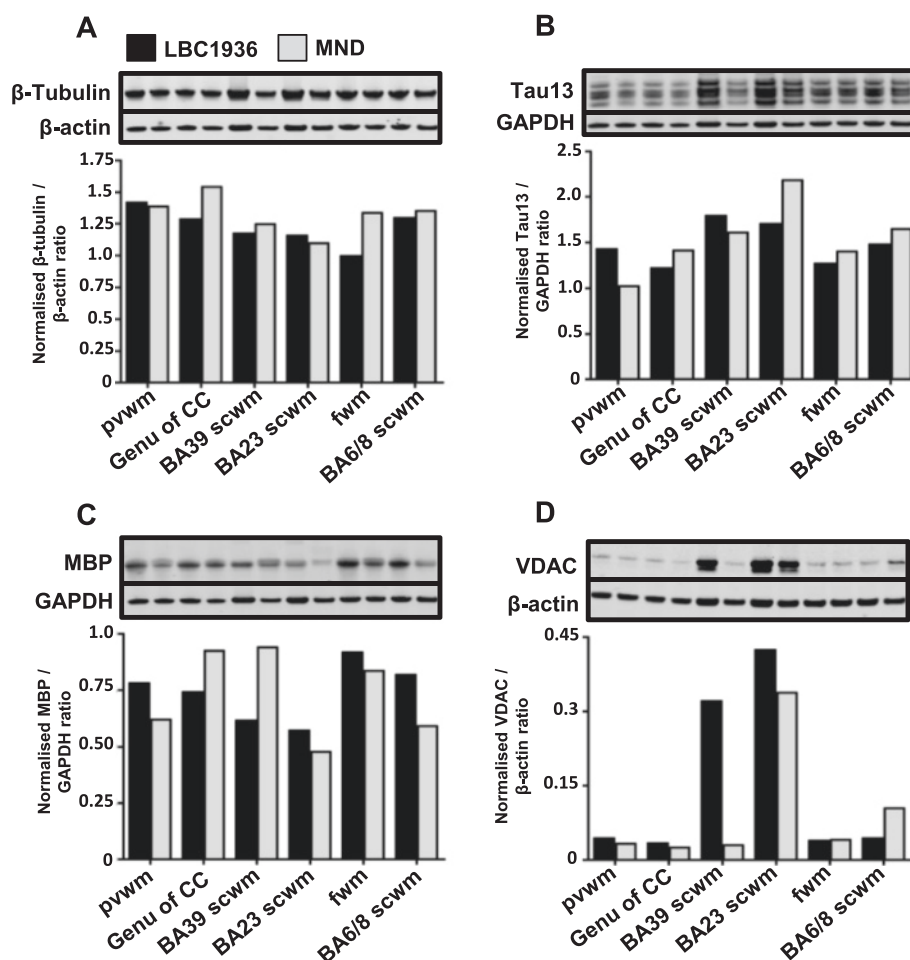 A
LBC1936 MND
β-Tubulin
β-actin
Normalised β-tubulin /
β-actin ratio
1.75
1.5
1.25
1.0
0.75
0.5
0.25
0
pvwm
Genu of CC
BA39 scwm
BA23 scwm
fwm
BA6/8 scwm
B
Tau13
GAPDH
Normalised Tau13 /
GAPDH ratio
2.5
2.0
1.5
1.0
0.5
0
pvwm
Genu of CC
BA39 scwm
BA23 scwm
fwm
BA6/8 scwm
C
MBP
GAPDH
Normalised MBP /
GAPDH ratio
1.0
0.75
0.50
0.25
0
pvwm
Genu of CC
BA39 scwm
BA23 scwm
fwm
BA6/8 scwm
D
VDAC
β-actin
Normalised VDAC /
β-actin ratio
0.45
0.3
0.15
0
pvwm
Genu of CC
BA39 scwm
BA23 scwm
fwm
BA6/8 scwm